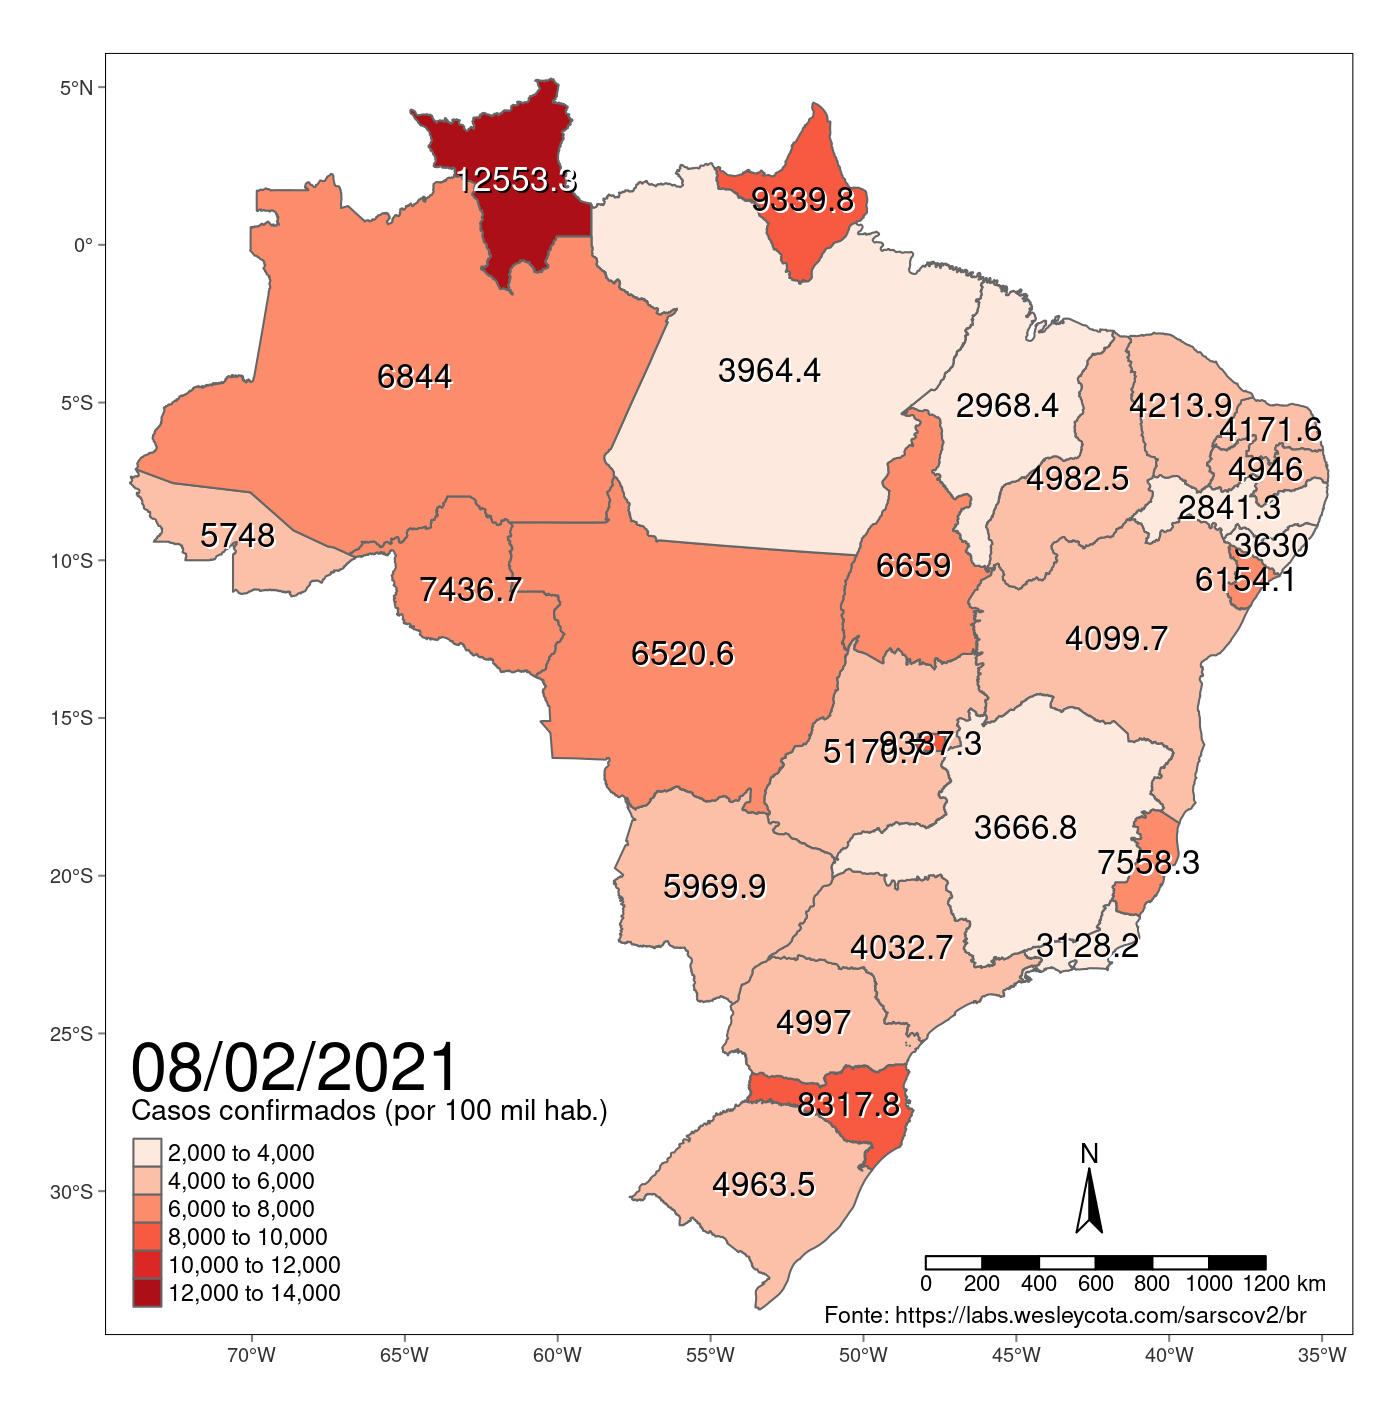 5°N
0°
5°S
10°S
15°S
20°S
25°S
30°S
12553.3
9339.8
6844
3964.4
2968.4
4213.9
4171.6
4946
4982.5
2841.3
3630
6154.1
5748
7436.7
6659
6520.6
4099.7
9337.3
3666.8
7558.3
5969.9
4032.7
3128.2
4997
8317.8
4963.5
08/02/2021
Casos confirmados (por 100 mil hab.)
2,000 to 4,000
4,000 to 6,000
6,000 to 8,000
8,000 to 10,000
10,000 to 12,000
12,000 to 14,000
N
0 200 400 600 800 1000 1200 km
Fonte: https://labs.wesleycota.com/sarscov2/br
70°W 65°W 60°W 55°W 50°W 45°W 40°W 35°W